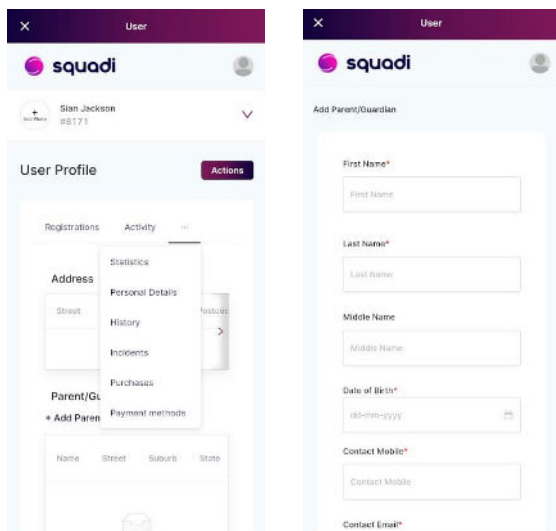 User
squadi
Sian Jackson
#8171
User Profile
Actions
Registrations Activity ...
Statistics
Personal Details
History
Incidents
Purchases
Payment methods
Address
Street
Parent/Gu
+ Add Paren
Name Street Suburb State
User
squadi
Add Parent/Guardian
First Name*
First Name
Last Name*
Last Name
Middle Name
Middle Name
Date of Birth*
dd-mm-yyyy
Contact Mobile*
Contact Mobile
Contact Email*